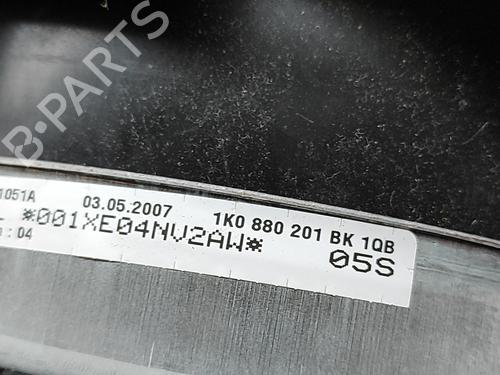 B-PARTS
1051A 03.05.2007 1K0 880 201 BK 1QB
*001XE04NV2AW* 05S
: 04